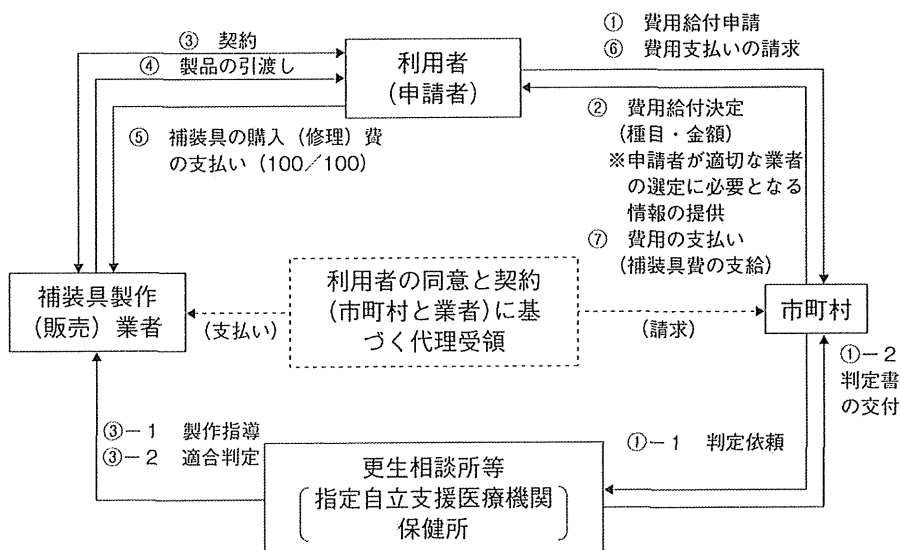 ① 費用給付申請
⑥ 費用支払いの請求
③ 契約
④ 製品の引渡し
利用者
(申請者)
② 費用給付決定
(種目・金額)
※申請者が適切な業者
の選定に必要となる
情報の提供
⑦ 費用の支払い
(補装具費の支給)
⑤ 補装具の購入(修理)費
の支払い(100/100)
補装具製作
(販売)業者
(支払い)
利用者の同意と契約
(市町村と業者)に基
づく代理受領
(請求)
市町村
①-2
判定書
の交付
③-1 製作指導
③-2 適合判定
①-1 判定依頼
更生相談所等
指定自立支援医療機関
保健所